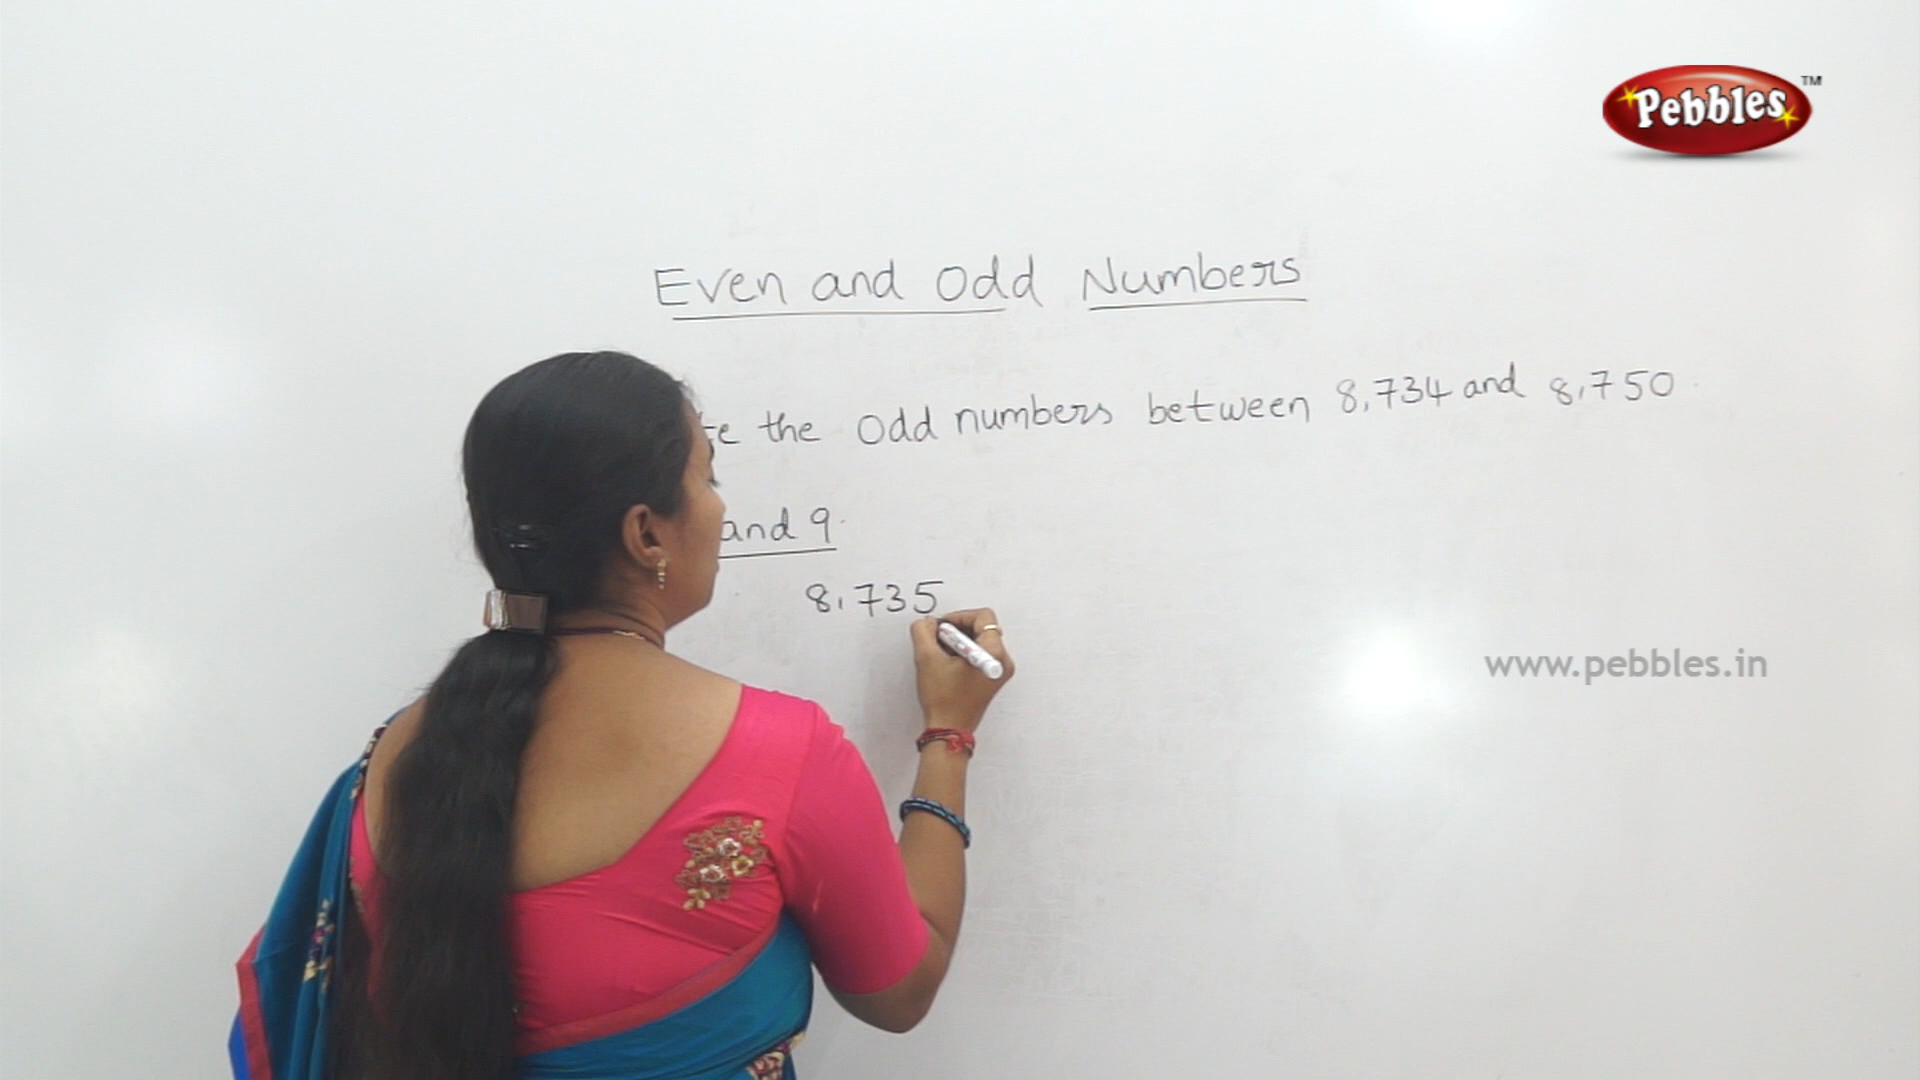 Pebbles TM
Even and Odd Numbers
the Odd numbers between 8,734 and 8,750.
and 9.
8,735
www.pebbles.in